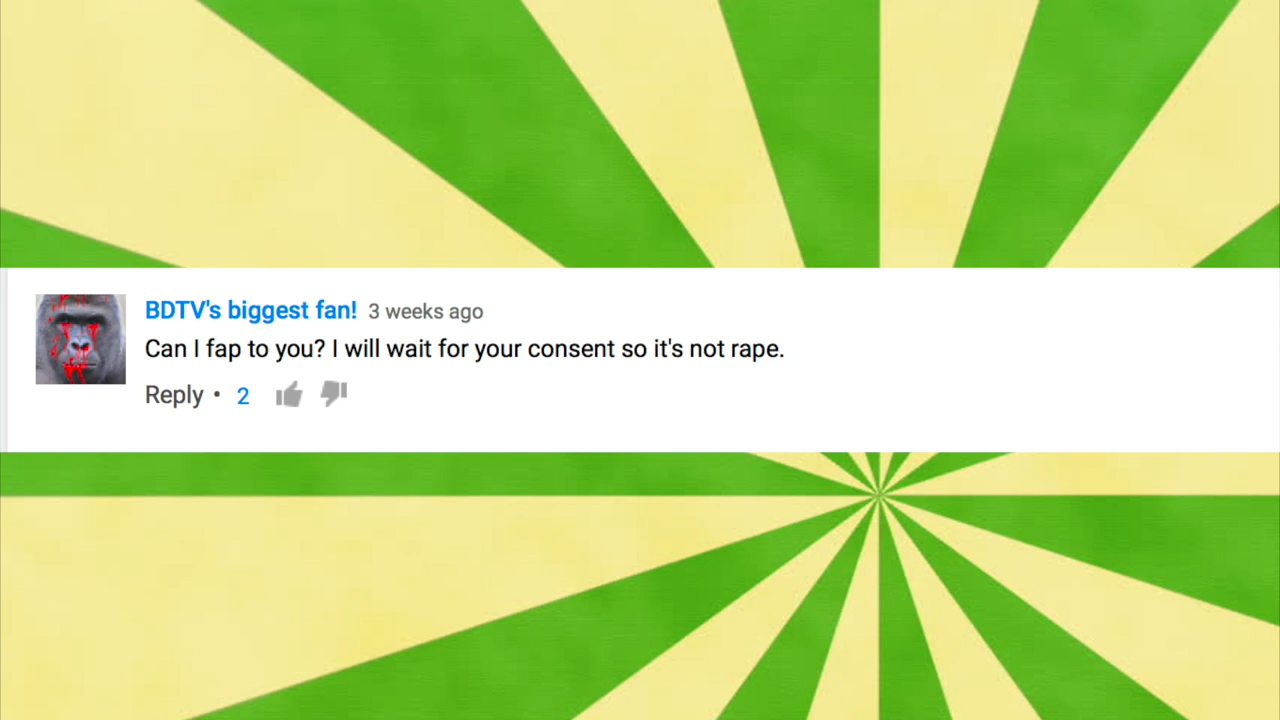 BDTV's biggest fan! 3 weeks ago
Can I fap to you? I will wait for your consent so it's not rape.
Reply • 2